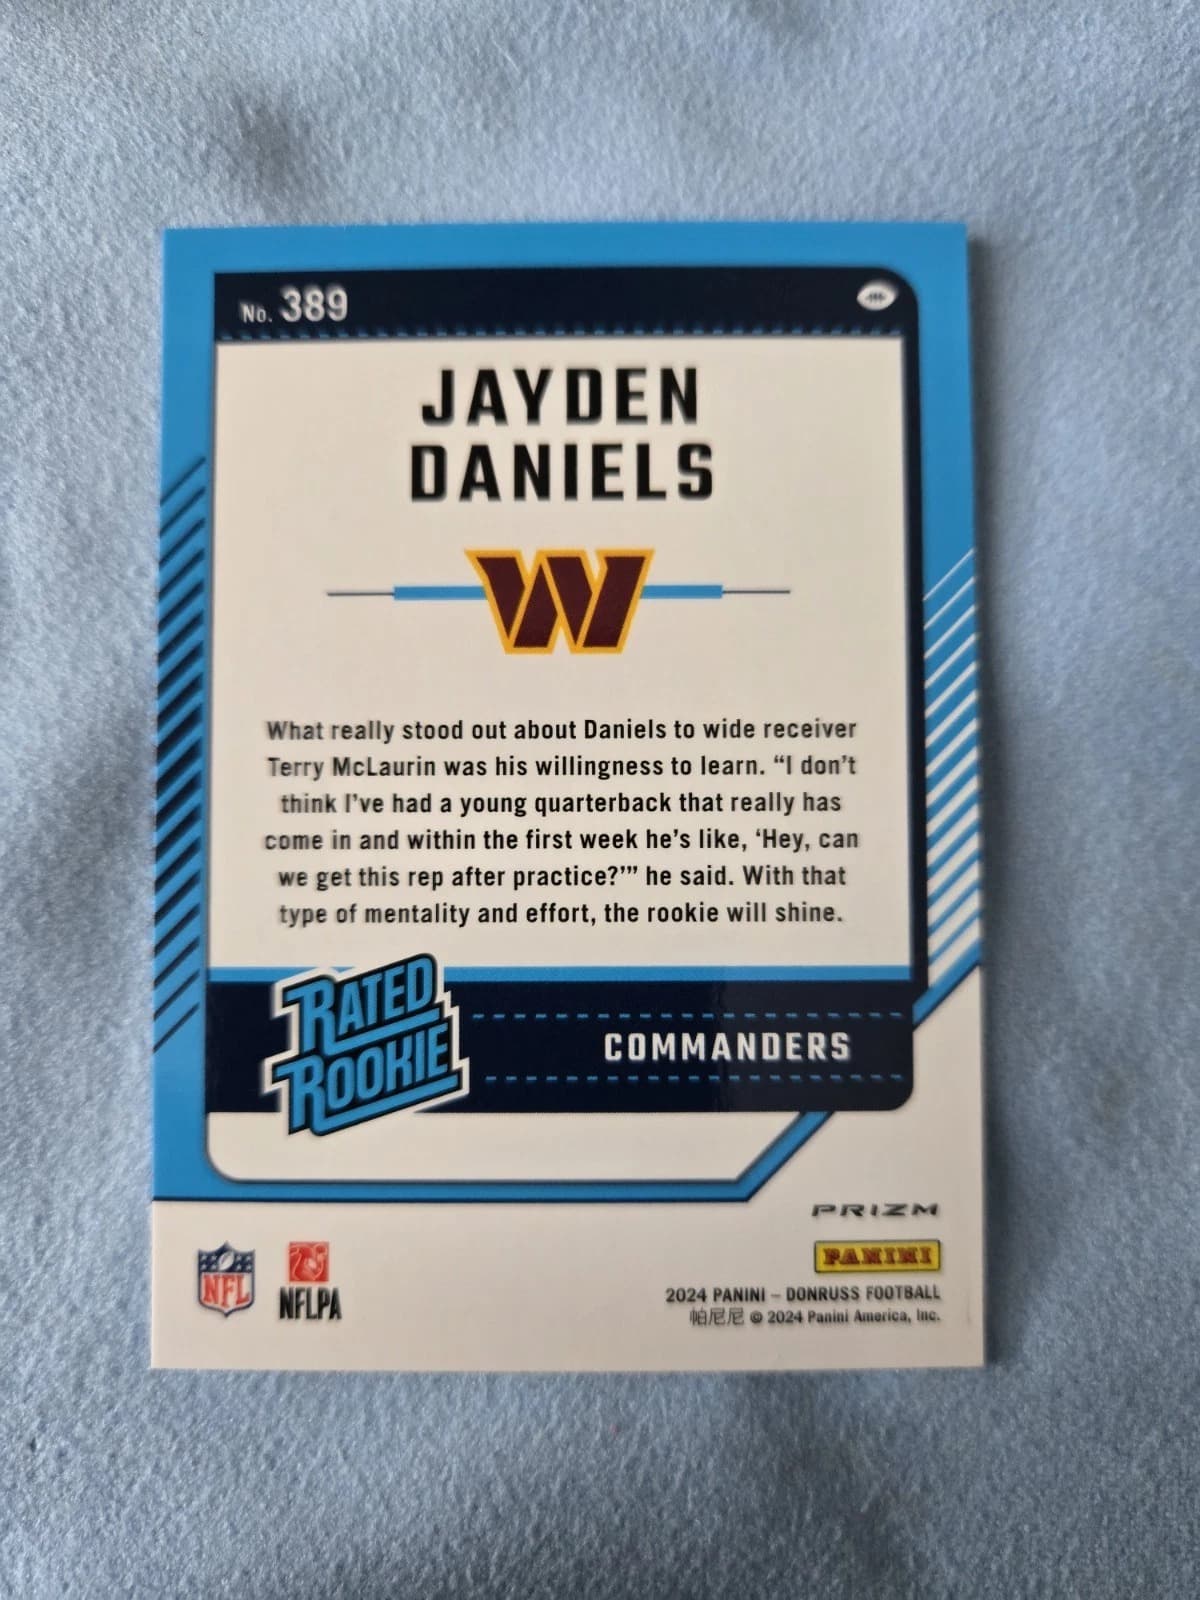 No. 389
JAYDEN
DANIELS
W
What really stood out about Daniels to wide receiver
Terry McLaurin was his willingness to learn. “I don’t
think I’ve had a young quarterback that really has
come in and within the first week he’s like, ‘Hey, can
we get this rep after practice?’” he said. With that
type of mentality and effort, the rookie will shine.
RATED
ROOKIE
COMMANDERS
PRIZM
PANINI
NFL
NFLPA
2024 PANINI – DONRUSS FOOTBALL
帕尼尼 © 2024 Panini America, Inc.